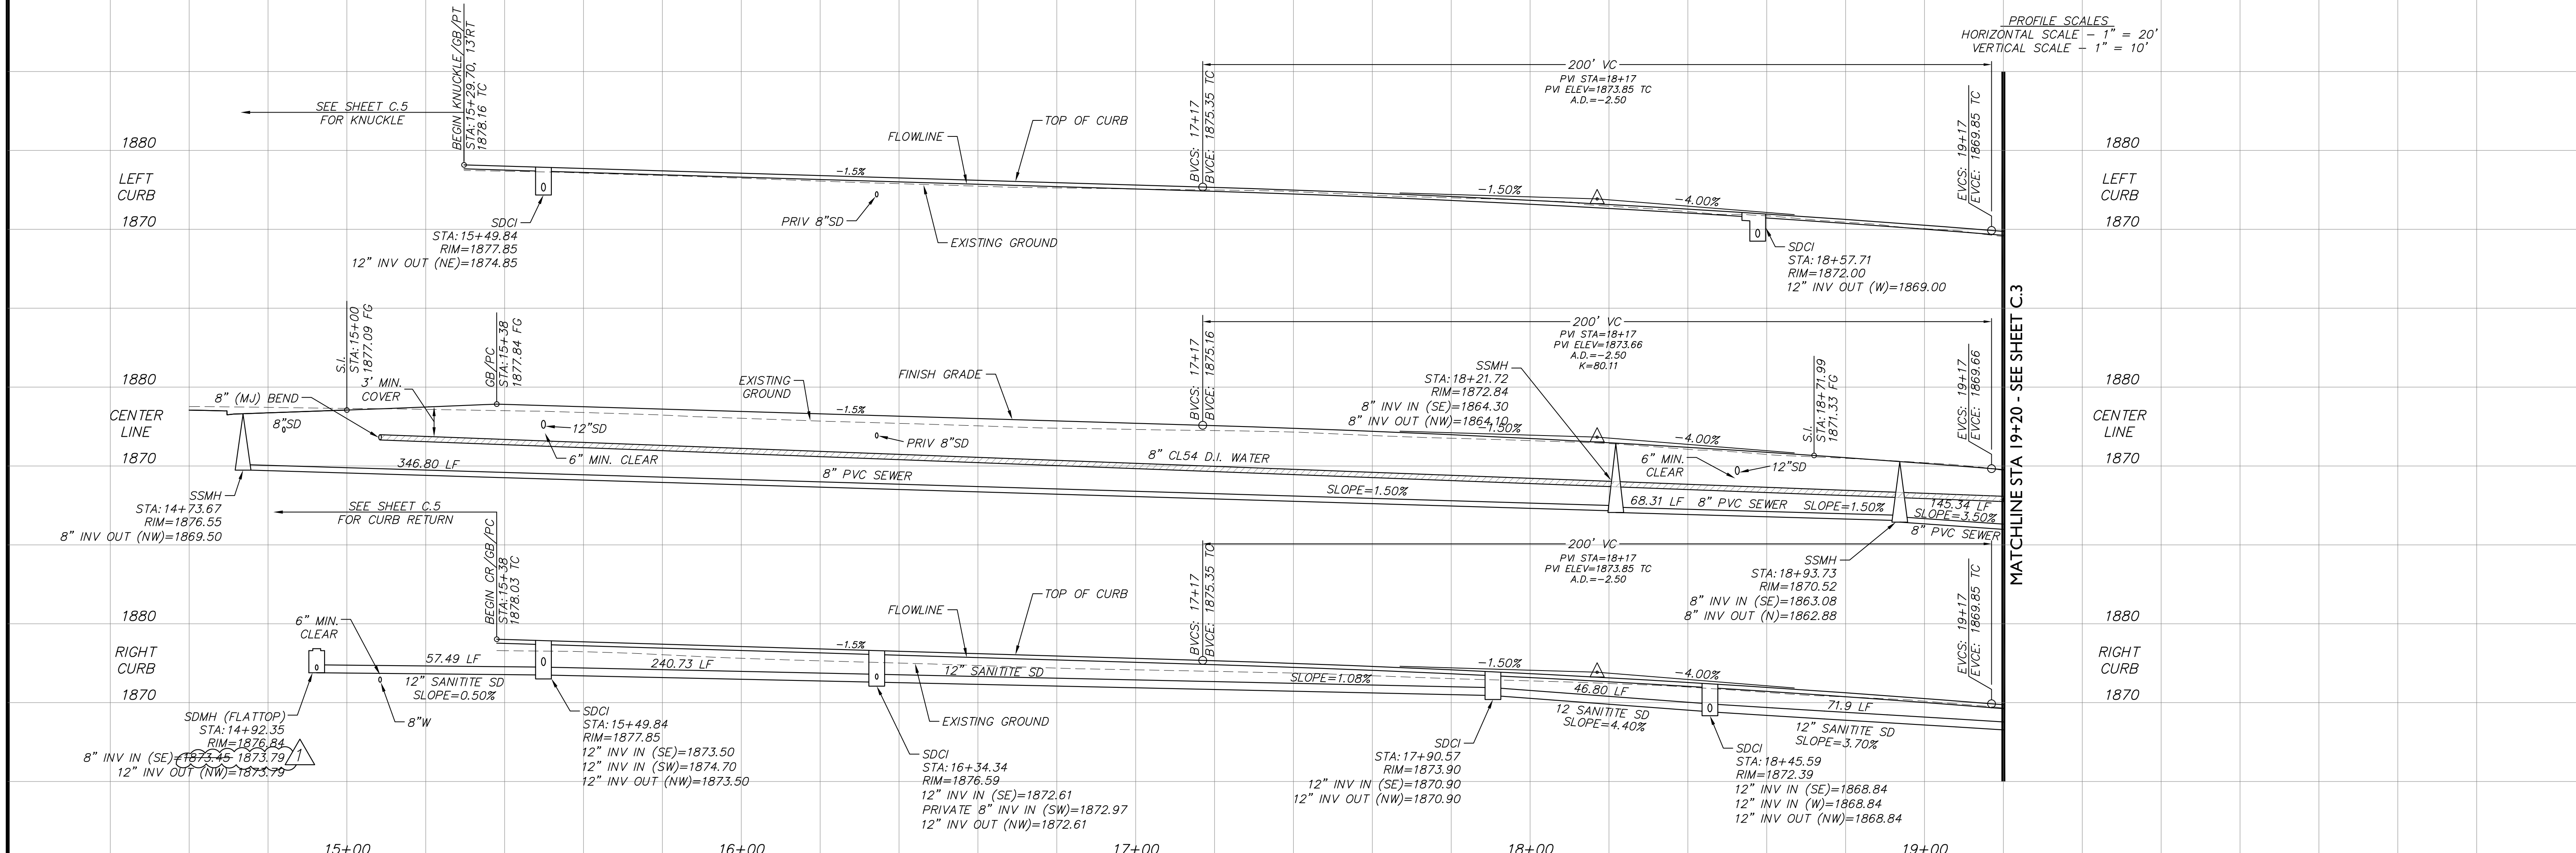 PROFILE SCALES
HORIZONTAL SCALE - 1" = 20'
VERTICAL SCALE - 1" = 10'
SEE SHEET C.5
FOR KNUCKLE
BEGIN KNUCKLE/GB/PT
STA:15+29.70, 13'RT
1878.16 TC
1880
LEFT
CURB
1870
-1.5%
FLOWLINE
TOP OF CURB
PRIV 8"SD
EXISTING GROUND
SDCI
STA:15+49.84
RIM=1877.85
12" INV OUT (NE)=1874.85
BVCS: 17+17
BVCE: 1875.35 TC
200' VC
PVI STA=18+17
PVI ELEV=1873.85 TC
A.D.=-2.50
-1.50%
-4.00%
EVCS: 19+17
EVCE: 1869.85 TC
SDCI
STA:18+57.71
RIM=1872.00
12" INV OUT (W)=1869.00
1880
LEFT
CURB
1870
1880
CENTER
LINE
1870
S.I.
STA:15+00
1877.09 FG
GB/PC
STA:15+38
1877.84 FG
8" (MJ) BEND
3' MIN.
COVER
8"SD
12"SD
6" MIN. CLEAR
EXISTING
GROUND
-1.5%
FINISH GRADE
PRIV 8"SD
346.80 LF
8" PVC SEWER
8" CL54 D.I. WATER
SLOPE=1.50%
SSMH
STA:14+73.67
RIM=1876.55
8" INV OUT (NW)=1869.50
BVCS: 17+17
BVCE: 1875.16
200' VC
PVI STA=18+17
PVI ELEV=1873.66
A.D.=-2.50
K=80.11
SSMH
STA:18+21.72
RIM=1872.84
8" INV IN (SE)=1864.30
8" INV OUT (NW)=1864.10
-1.50%
-4.00%
6" MIN.
CLEAR
12"SD
S.I.
STA:18+71.99
1871.33 FG
EVCS: 19+17
EVCE: 1869.66
68.31 LF
8" PVC SEWER
SLOPE=1.50%
145.34 LF
SLOPE=3.50%
8" PVC SEWER
SSMH
STA:18+93.73
RIM=1870.52
8" INV IN (SE)=1863.08
8" INV OUT (N)=1862.88
1880
CENTER
LINE
1870
MATCHLINE STA 19+20 - SEE SHEET C.3
SEE SHEET C.5
FOR CURB RETURN
BEGIN CR/GB/PC
STA:15+38
1878.03 TC
1880
RIGHT
CURB
1870
6" MIN.
CLEAR
8"W
57.49 LF
12" SANITITE SD
SLOPE=0.50%
SDMH (FLATTOP)
STA:14+92.35
RIM=1876.84
8" INV IN (SE)=1873.45 1873.79
12" INV OUT (NW)=1873.79
1
240.73 LF
-1.5%
FLOWLINE
TOP OF CURB
12" SANITITE SD
EXISTING GROUND
SDCI
STA:15+49.84
RIM=1877.85
12" INV IN (SE)=1873.50
12" INV IN (SW)=1874.70
12" INV OUT (NW)=1873.50
SDCI
STA:16+34.34
RIM=1876.59
12" INV IN (SE)=1872.61
PRIVATE 8" INV IN (SW)=1872.97
12" INV OUT (NW)=1872.61
BVCS: 17+17
BVCE: 1875.35 TC
200' VC
PVI STA=18+17
PVI ELEV=1873.85 TC
A.D.=-2.50
SLOPE=1.08%
-1.50%
-4.00%
46.80 LF
12 SANITITE SD
SLOPE=4.40%
71.9 LF
12" SANITITE SD
SLOPE=3.70%
SDCI
STA:17+90.57
RIM=1873.90
12" INV IN (SE)=1870.90
12" INV OUT (NW)=1870.90
SDCI
STA:18+45.59
RIM=1872.39
12" INV IN (SE)=1868.84
12" INV IN (W)=1868.84
12" INV OUT (NW)=1868.84
EVCS: 19+17
EVCE: 1869.85 TC
1880
RIGHT
CURB
1870
15+00
16+00
17+00
18+00
19+00